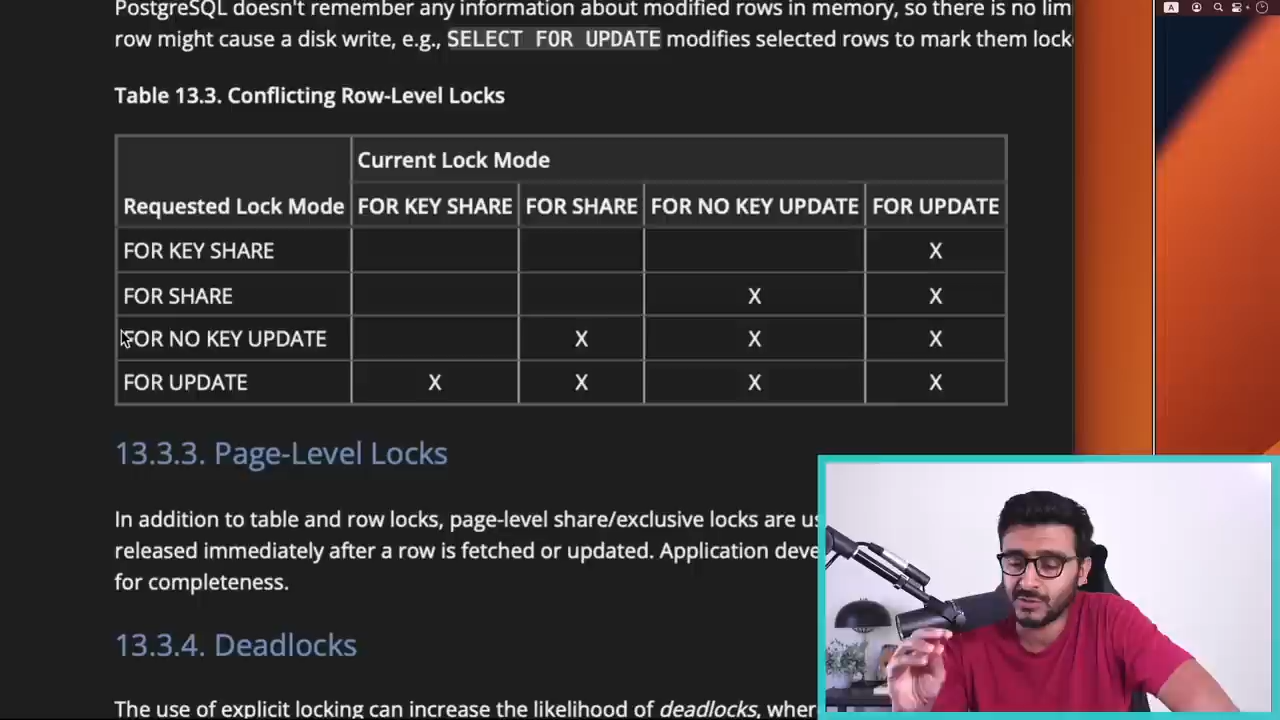 PostgreSQL doesn't remember any information about modified rows in memory, so there is no
row might cause a disk write, e.g., SELECT FOR UPDATE modifies selected rows to mark them
Table 13.3. Conflicting Row-Level Locks
Current Lock Mode
Requested Lock Mode FOR KEY SHARE FOR SHARE FOR NO KEY UPDATE FOR UPDATE
FOR KEY SHARE X
FOR SHARE X X
FOR NO KEY UPDATE X X X
FOR UPDATE X X X X
13.3.3. Page-Level Locks
In addition to table and row locks, page-level share/exclusive locks are
released immediately after a row is fetched or updated. Application
for completeness.
13.3.4. Deadlocks
The use of explicit locking can increase the likelihood of deadlocks,